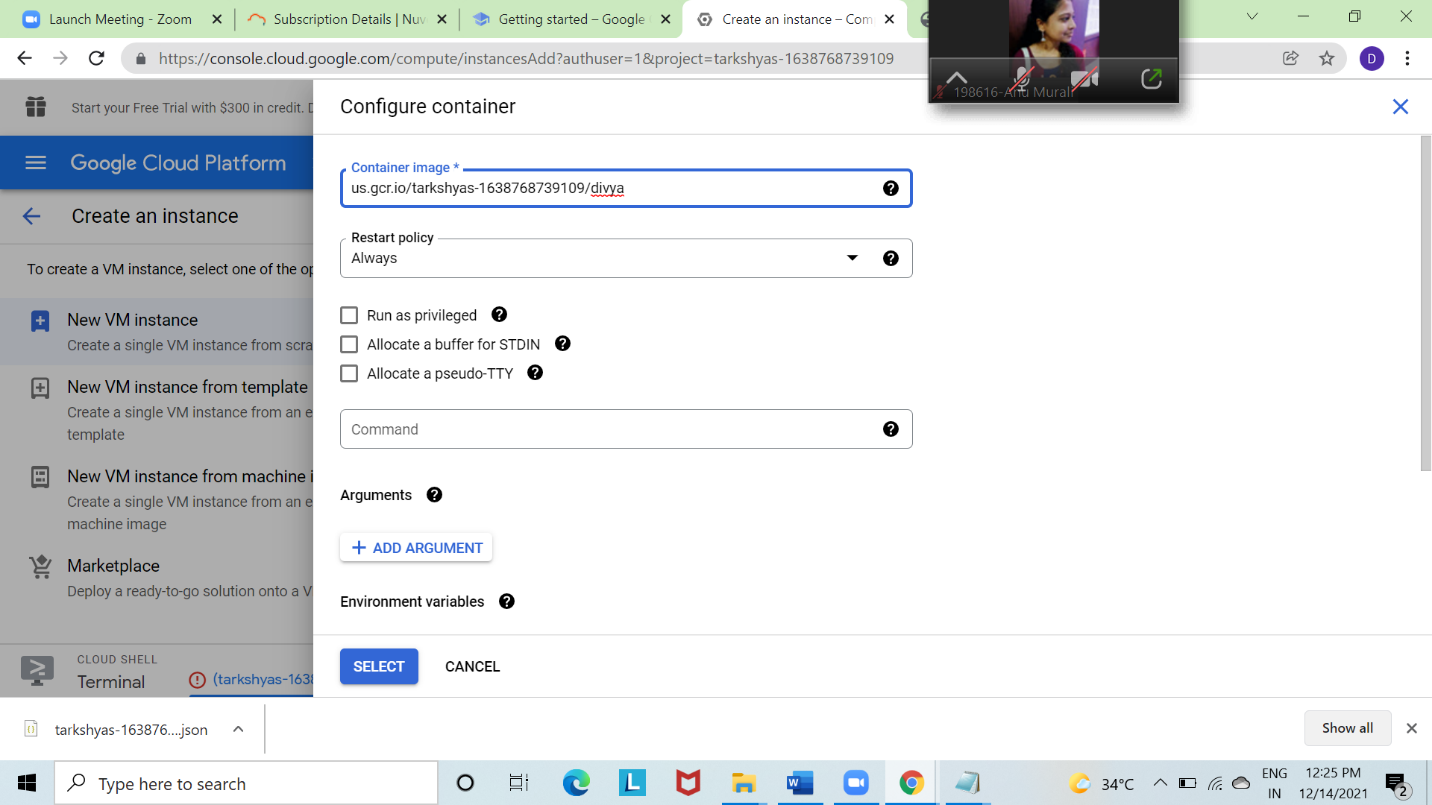 Launch Meeting - Zoom
Subscription Details | Nuv
Getting started – Google
Create an instance – Com
https://console.cloud.google.com/compute/instancesAdd?authuser=1&project=tarkshyas-1638768739109
D
198616-Anu Murali
Start your Free Trial with $300 in credit. D
Google Cloud Platform
Create an instance
To create a VM instance, select one of the op
New VM instance
Create a single VM instance from scra
New VM instance from template
Create a single VM instance from an e
template
New VM instance from machine i
Create a single VM instance from an e
machine image
Marketplace
Deploy a ready-to-go solution onto a V
CLOUD SHELL
Terminal
(tarkshyas-1638
Configure container
Container image *
us.gcr.io/tarkshyas-1638768739109/divya
Restart policy
Always
Run as privileged
Allocate a buffer for STDIN
Allocate a pseudo-TTY
Command
Arguments
+ ADD ARGUMENT
Environment variables
SELECT
CANCEL
tarkshyas-163876....json
Show all
Type here to search
34°C
ENG
IN
12:25 PM
12/14/2021
2